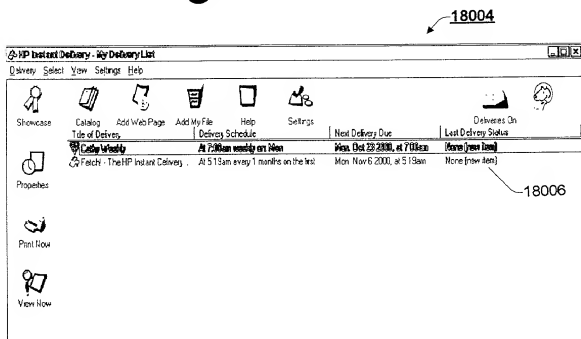 18004
HP Instant Delivery - My Delivery List
Delivery Select View Settings Help
Showcase Catalog Add Web Page Add My File Help Settings Deliveries On
Title of Delivery Delivery Schedule Next Delivery Due Last Delivery Status
Cathy Weekly At 7:00am weekly on: Mon Mon. Oct 23 2000, at 7:00am None [new item]
Fetch! - The HP Instant Delivery At 5:19am every 1 months on the first Mon Nov 6 2000, at 5:19am None [new item]
18006
Properties
Print Now
View Now